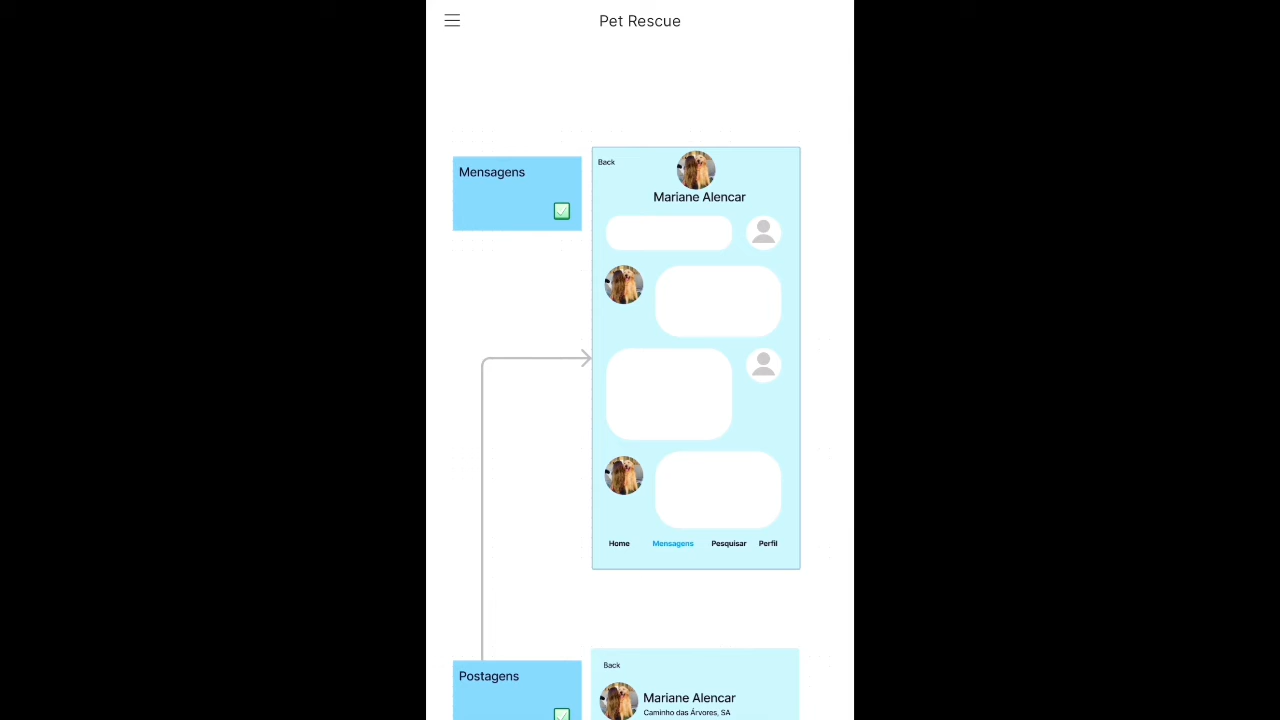 Pet Rescue
Mensagens
Back
Mariane Alencar
Home Mensagens Pesquisar Perfil
Postagens
Back
Mariane Alencar
Caminho das Árvores, SA